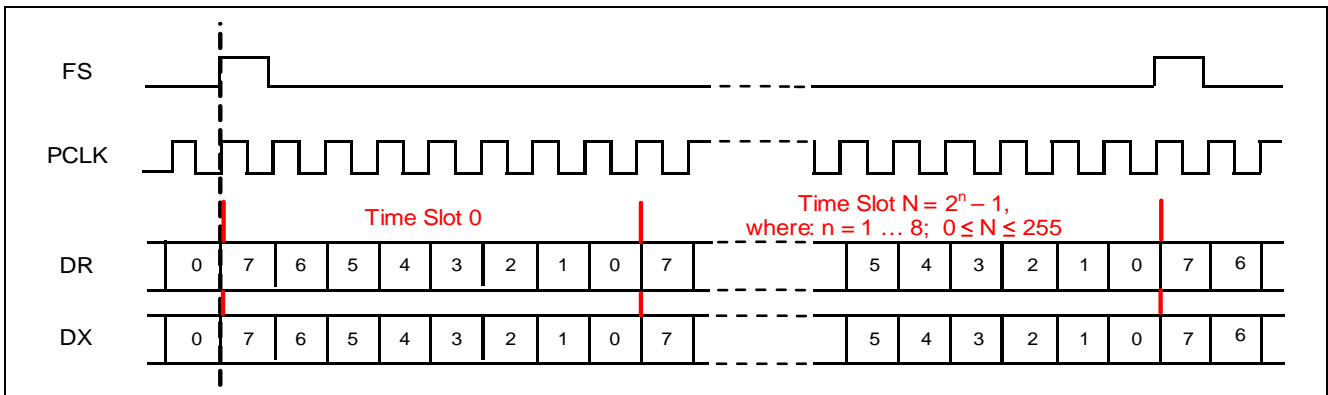 FS
PCLK
Time Slot 0
Time Slot N = 2ⁿ – 1,
where: n = 1 ... 8; 0 ≤ N ≤ 255
DR 0 7 6 5 4 3 2 1 0 7 5 4 3 2 1 0 7 6
DX 0 7 6 5 4 3 2 1 0 7 5 4 3 2 1 0 7 6